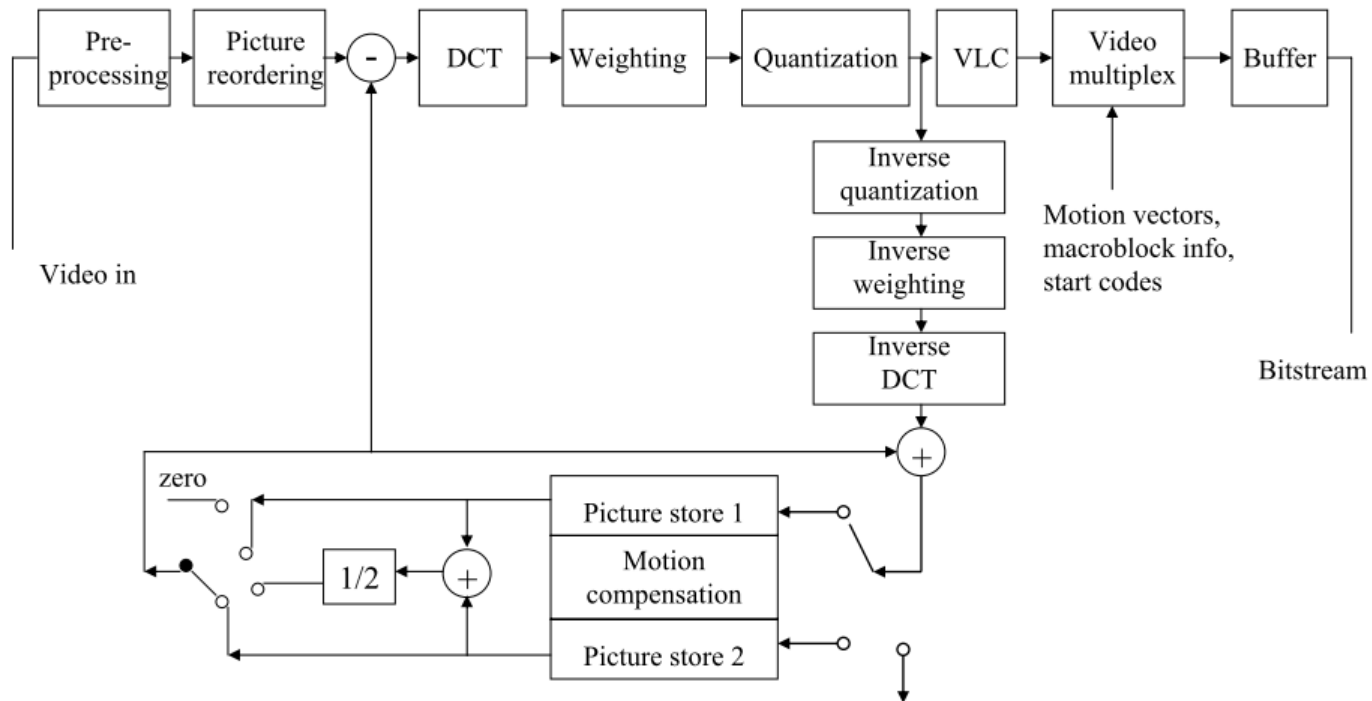 Pre-
processing
Picture
reordering
-
DCT
Weighting
Quantization
VLC
Video
multiplex
Buffer
Inverse
quantization
Motion vectors,
macroblock info,
start codes
Video in
Inverse
weighting
Inverse
DCT
Bitstream
+
zero
Picture store 1
1/2
+
Motion
compensation
Picture store 2